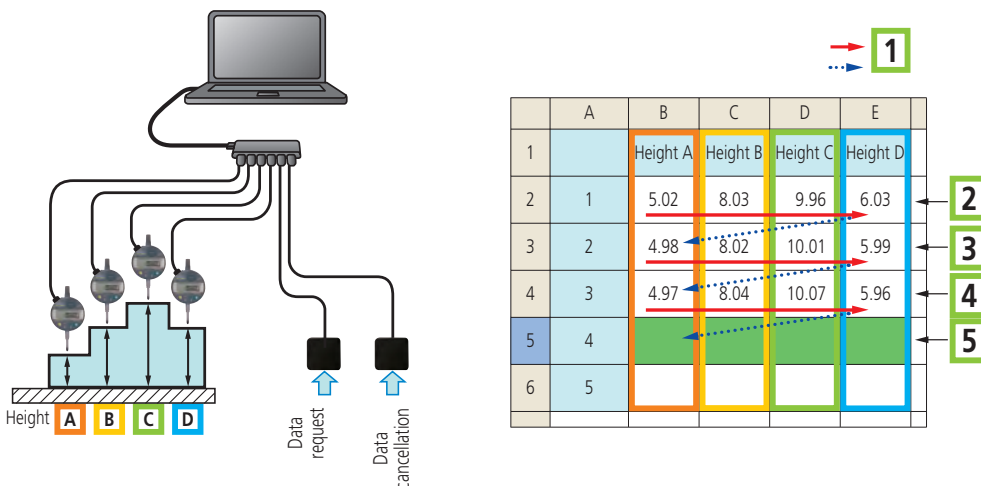 1
A B C D E
1 Height A Height B Height C Height D
2 1 5.02 8.03 9.96 6.03 2
3 2 4.98 8.02 10.01 5.99 3
4 3 4.97 8.04 10.07 5.96 4
5 4 5
6 5
Height A B C D
Data
request
Data
cancellation